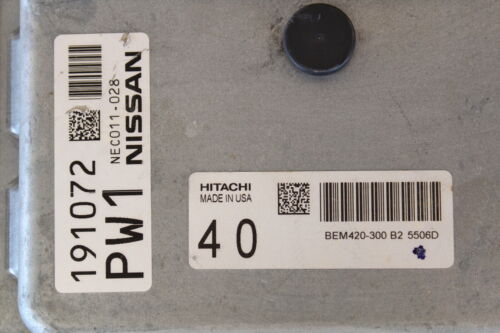 191072
NEC011-028
PW1 NISSAN
HITACHI
MADE IN USA
40
BEM420-300 B2 5506D